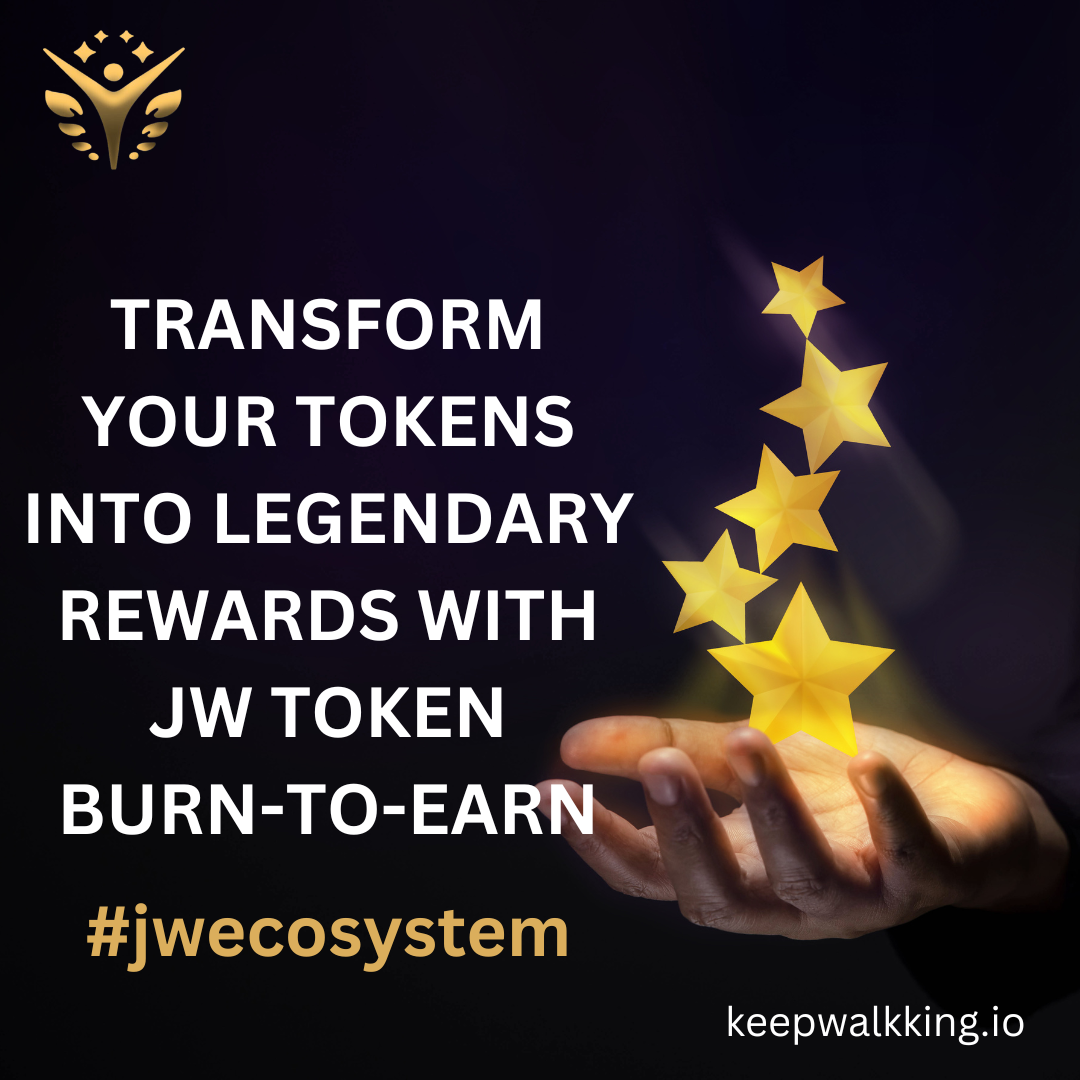 TRANSFORM
YOUR TOKENS
INTO LEGENDARY
REWARDS WITH
JW TOKEN
BURN-TO-EARN
#jwecosystem
keepwalkking.io